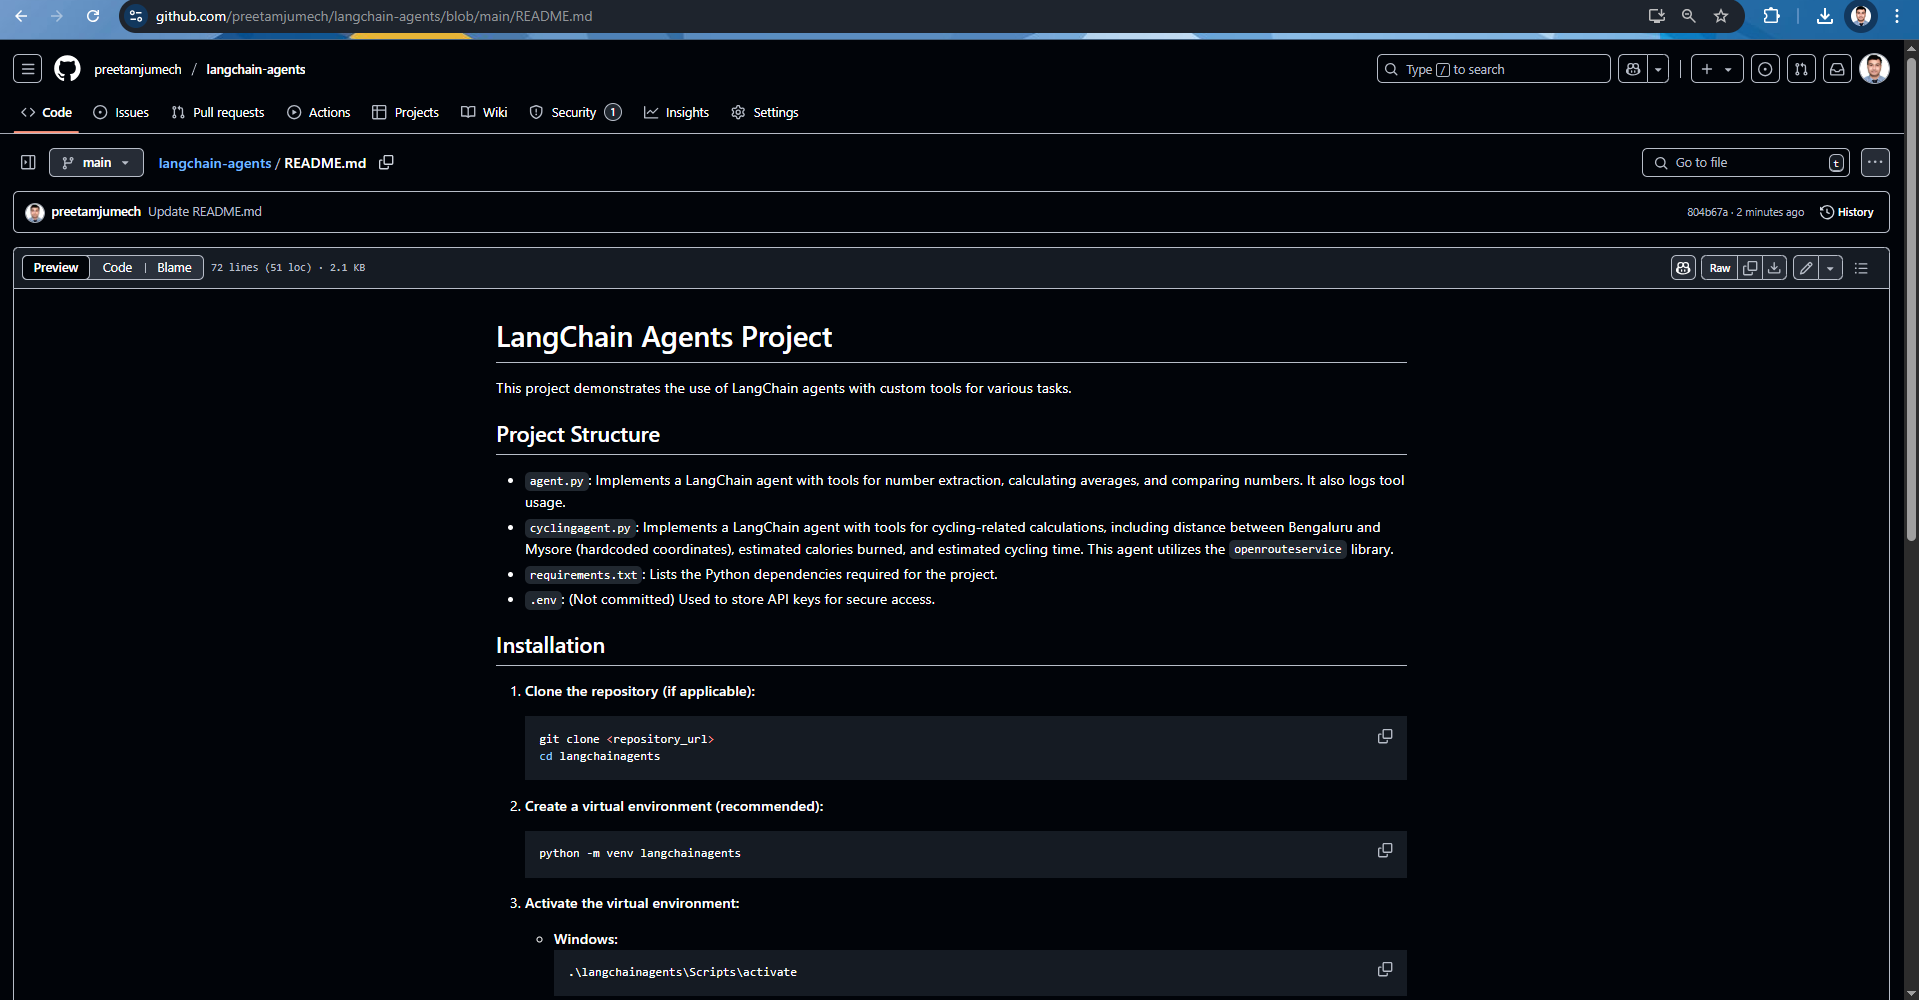 github.com/preetamjumech/langchain-agents/blob/main/README.md
preetamjumech / langchain-agents
Type / to search
Code Issues Pull requests Actions Projects Wiki Security 1 Insights Settings
main langchain-agents / README.md
Go to file t
preetamjumech Update README.md
804b67a · 2 minutes ago History
Preview Code Blame 72 lines (51 loc) · 2.1 KB
Raw
LangChain Agents Project
This project demonstrates the use of LangChain agents with custom tools for various tasks.
Project Structure
• agent.py: Implements a LangChain agent with tools for number extraction, calculating averages, and comparing numbers. It also logs tool
usage.
• cyclingagent.py: Implements a LangChain agent with tools for cycling-related calculations, including distance between Bengaluru and
Mysore (hardcoded coordinates), estimated calories burned, and estimated cycling time. This agent utilizes the openrouteservice library.
• requirements.txt: Lists the Python dependencies required for the project.
• .env: (Not committed) Used to store API keys for secure access.
Installation
1. Clone the repository (if applicable):
git clone <repository_url>
cd langchainagents
2. Create a virtual environment (recommended):
python -m venv langchainagents
3. Activate the virtual environment:
Windows:
.\langchainagents\Scripts\activate